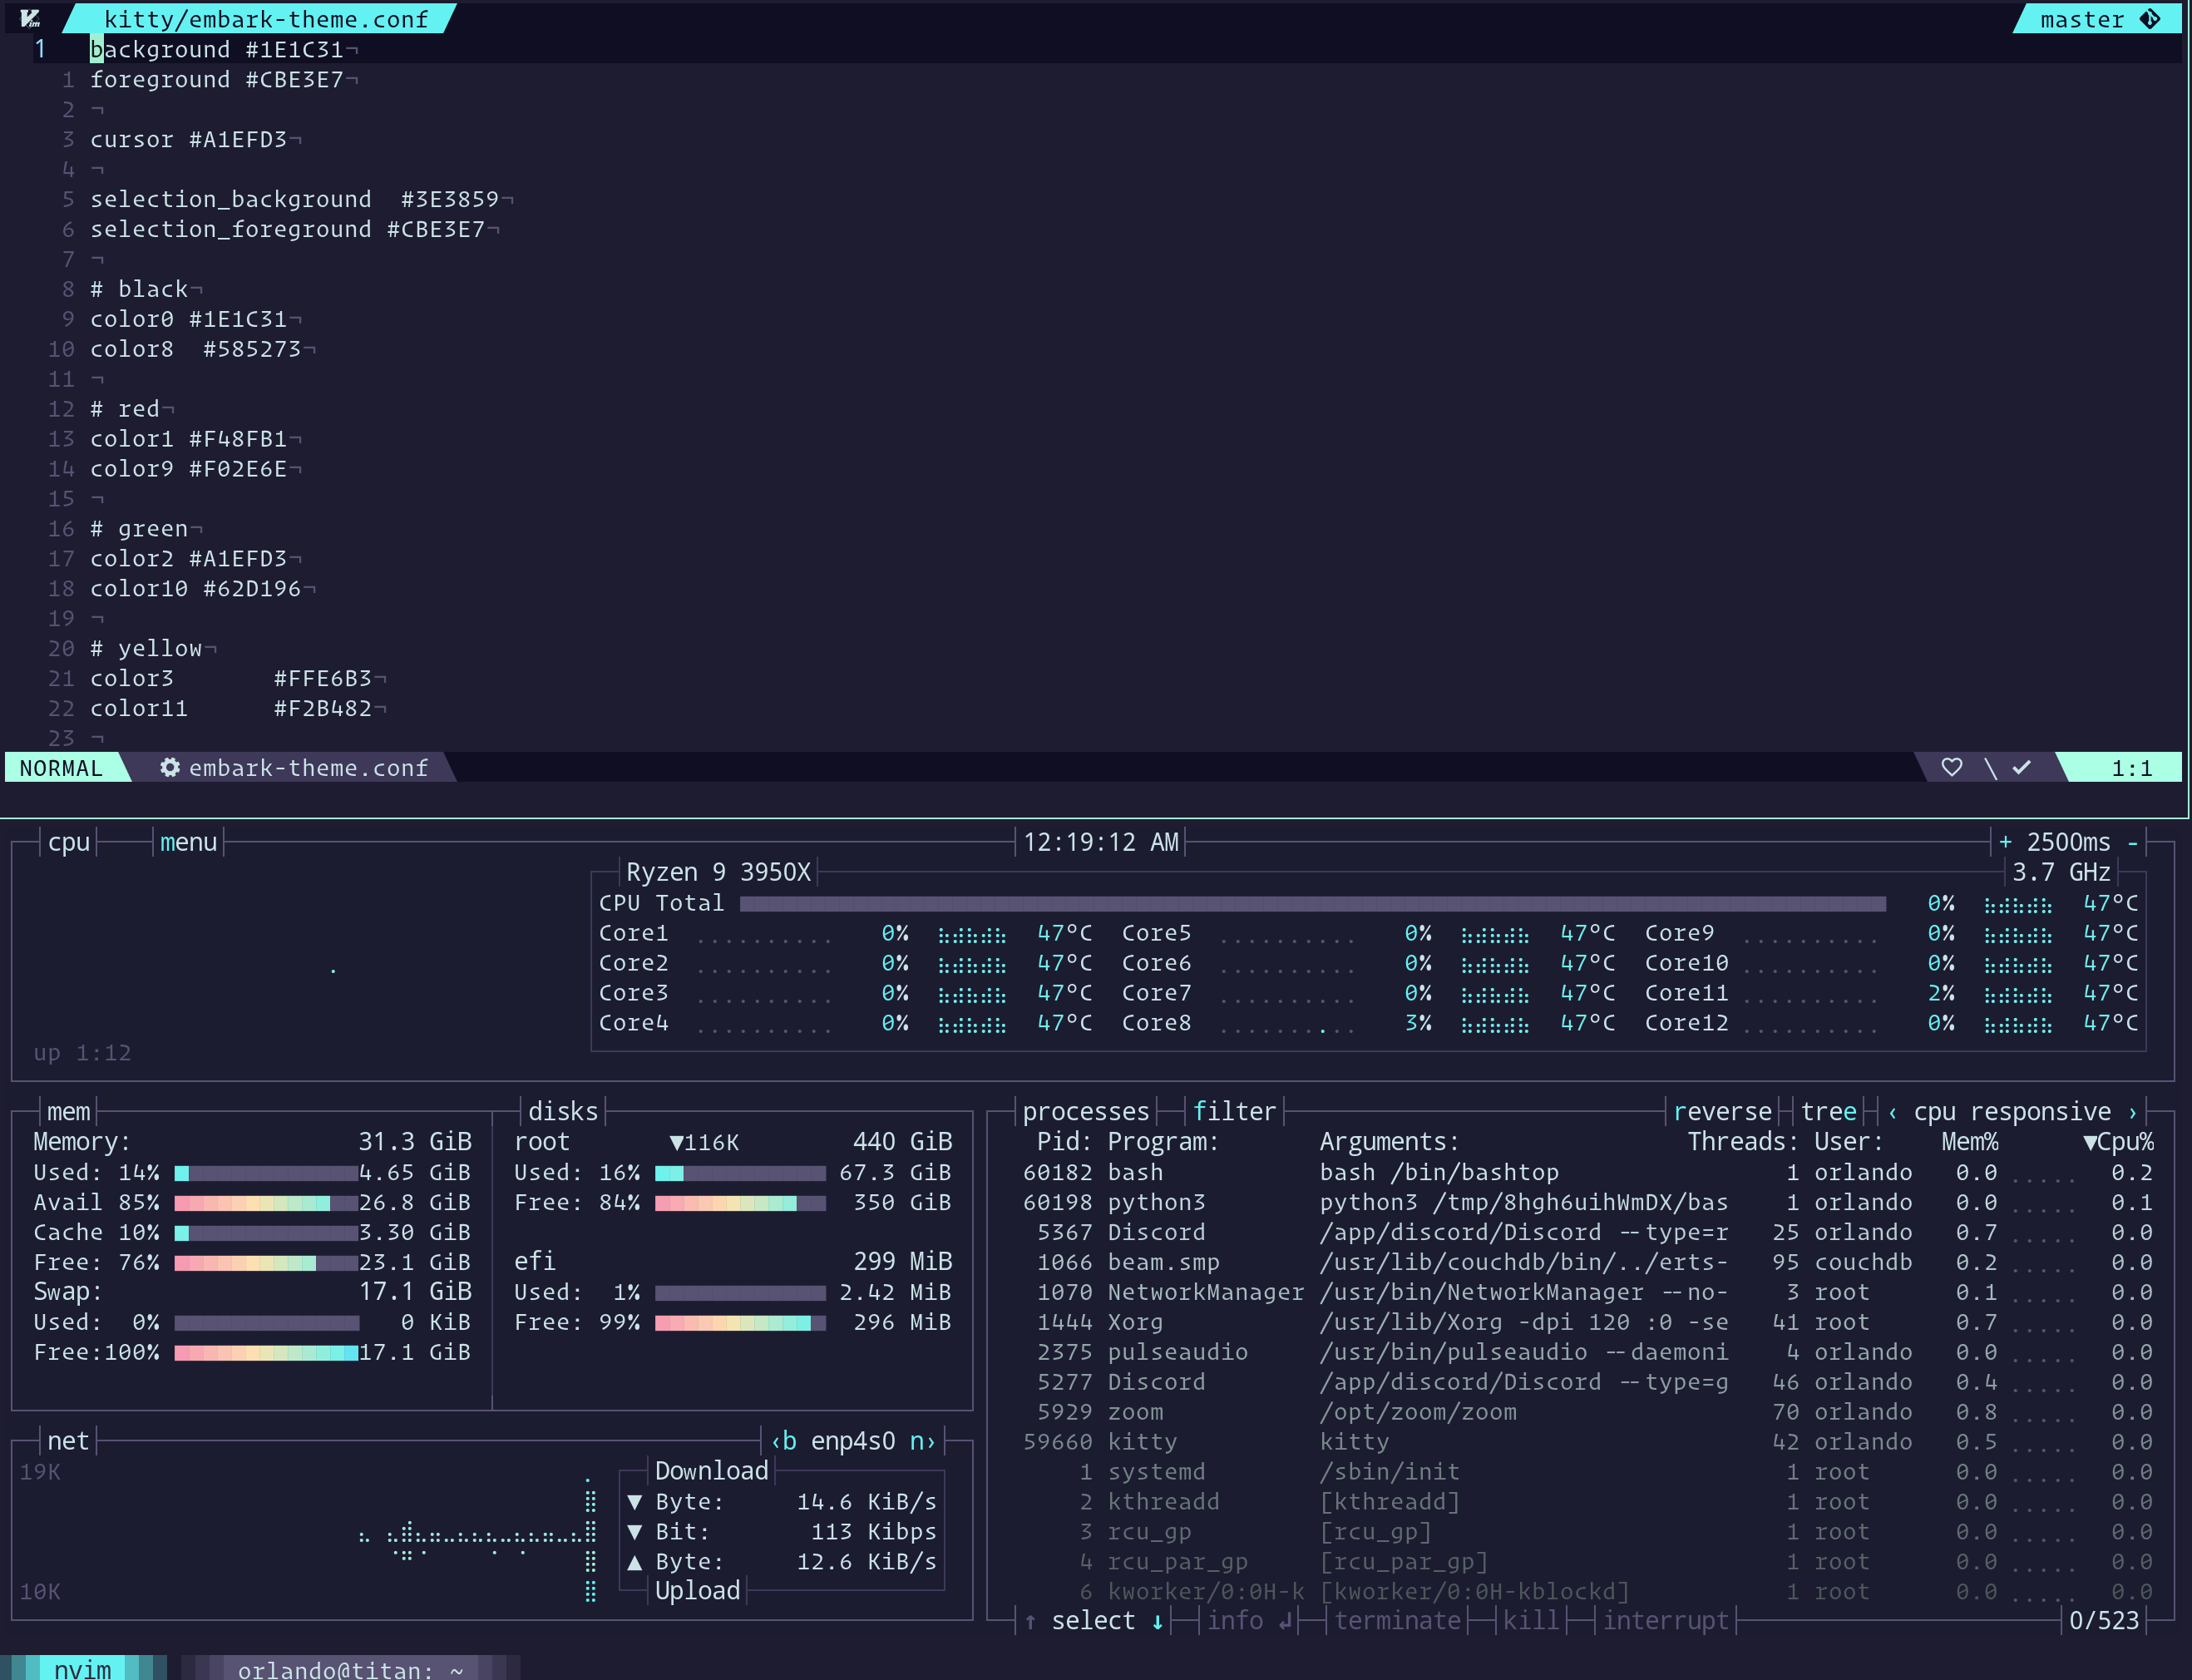 kitty/embark-theme.conf master
1 background #1E1C31¬
1 foreground #CBE3E7¬
2 ¬
3 cursor #A1EFD3¬
4 ¬
5 selection_background  #3E3859¬
6 selection_foreground #CBE3E7¬
7 ¬
8 # black¬
9 color0 #1E1C31¬
10 color8  #585273¬
11 ¬
12 # red¬
13 color1 #F48FB1¬
14 color9 #F02E6E¬
15 ¬
16 # green¬
17 color2 #A1EFD3¬
18 color10 #62D196¬
19 ¬
20 # yellow¬
21 color3       #FFE6B3¬
22 color11      #F2B482¬
23 ¬
NORMAL embark-theme.conf 1:1
cpu menu 12:19:12 AM + 2500ms -
Ryzen 9 3950X 3.7 GHz
CPU Total 0% 47°C
Core1 0% 47°C Core5 0% 47°C Core9 0% 47°C
Core2 0% 47°C Core6 0% 47°C Core10 0% 47°C
Core3 0% 47°C Core7 0% 47°C Core11 2% 47°C
Core4 0% 47°C Core8 3% 47°C Core12 0% 47°C
up 1:12
mem
Memory: 31.3 GiB
Used: 14% 4.65 GiB
Avail 85% 26.8 GiB
Cache 10% 3.30 GiB
Free: 76% 23.1 GiB
Swap: 17.1 GiB
Used: 0% 0 KiB
Free:100% 17.1 GiB
disks
root ▼116K 440 GiB
Used: 16% 67.3 GiB
Free: 84% 350 GiB
efi 299 MiB
Used: 1% 2.42 MiB
Free: 99% 296 MiB
net ‹b enp4s0 n›
19K
10K
Download
▼ Byte: 14.6 KiB/s
▼ Bit: 113 Kibps
▲ Byte: 12.6 KiB/s
Upload
processes filter reverse tree ‹ cpu responsive ›
Pid: Program: Arguments: Threads: User: Mem% ▼Cpu%
60182 bash bash /bin/bashtop 1 orlando 0.0 ..... 0.2
60198 python3 python3 /tmp/8hgh6uihWmDX/bas 1 orlando 0.0 ..... 0.1
5367 Discord /app/discord/Discord --type=r 25 orlando 0.7 ..... 0.0
1066 beam.smp /usr/lib/couchdb/bin/../erts- 95 couchdb 0.2 ..... 0.0
1070 NetworkManager /usr/bin/NetworkManager --no- 3 root 0.1 ..... 0.0
1444 Xorg /usr/lib/Xorg -dpi 120 :0 -se 41 root 0.7 ..... 0.0
2375 pulseaudio /usr/bin/pulseaudio --daemoni 4 orlando 0.0 ..... 0.0
5277 Discord /app/discord/Discord --type=g 46 orlando 0.4 ..... 0.0
5929 zoom /opt/zoom/zoom 70 orlando 0.8 ..... 0.0
59660 kitty kitty 42 orlando 0.5 ..... 0.0
1 systemd /sbin/init 1 root 0.0 ..... 0.0
2 kthreadd [kthreadd] 1 root 0.0 ..... 0.0
3 rcu_gp [rcu_gp] 1 root 0.0 ..... 0.0
4 rcu_par_gp [rcu_par_gp] 1 root 0.0 ..... 0.0
6 kworker/0:0H-k [kworker/0:0H-kblockd] 1 root 0.0 ..... 0.0
↑ select ↓ info ↲ terminate kill interrupt 0/523
nvim orlando@titan: ~